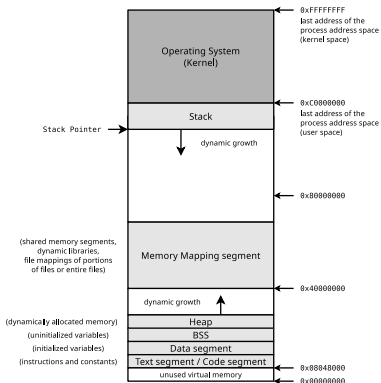 0xFFFFFFFF
last address of the
process address space
(kernel space)
Operating System
(Kernel)
0xC0000000
last address of the
process address space
(user space)
Stack
Stack Pointer
dynamic growth
0x80000000
(shared memory segments,
dynamic libraries,
file mappings of portions
of files or entire files)
Memory Mapping segment
0x40000000
dynamic growth
(dynamically allocated memory)
Heap
(uninitialized variables)
BSS
(initialized variables)
Data segment
(instructions and constants)
Text segment / Code segment
0x08048000
unused virtual memory
0x00000000